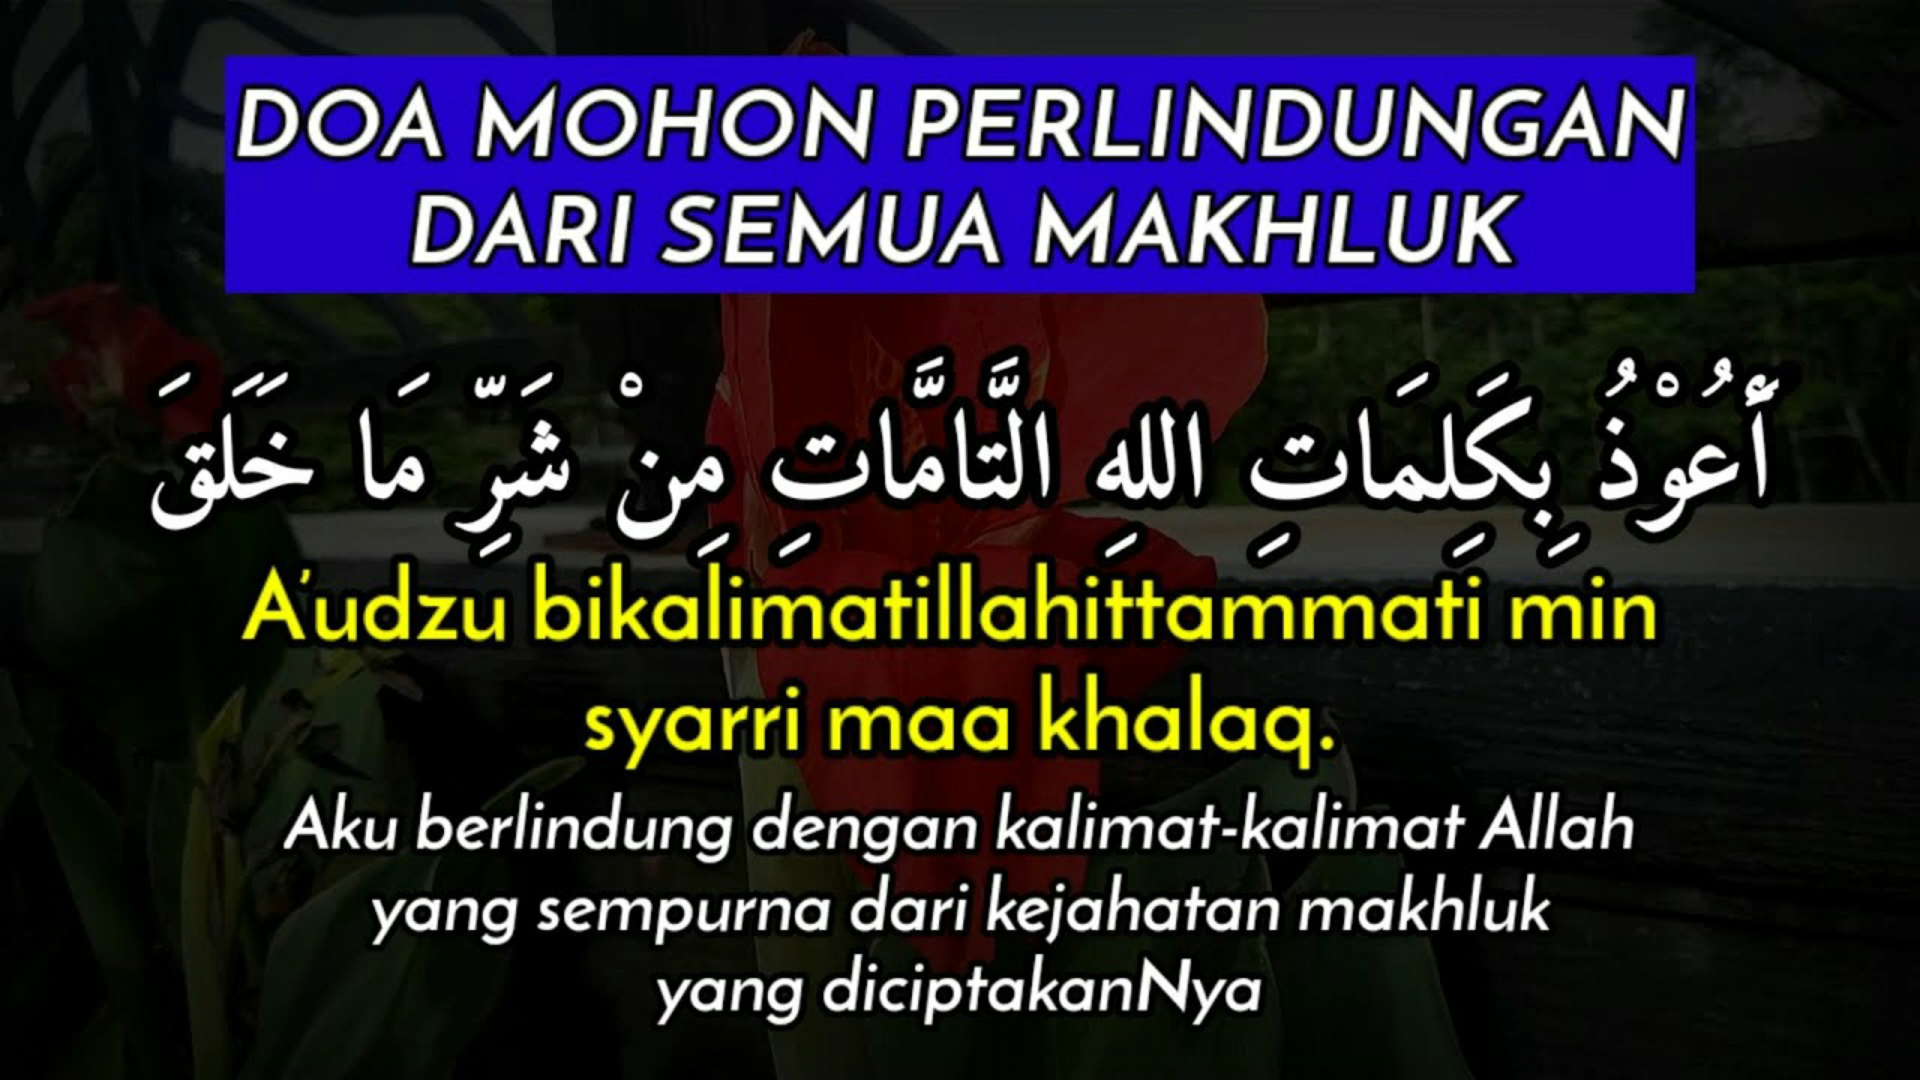 DOA MOHON PERLINDUNGAN
DARI SEMUA MAKHLUK
أَعُوْذُ بِكَلِمَاتِ اللهِ التَّامَّاتِ مِنْ شَرِّ مَا خَلَقَ
A'udzu bikalimatillahittammati min
syarri maa khalaq.
Aku berlindung dengan kalimat-kalimat Allah
yang sempurna dari kejahatan makhluk
yang diciptakanNya